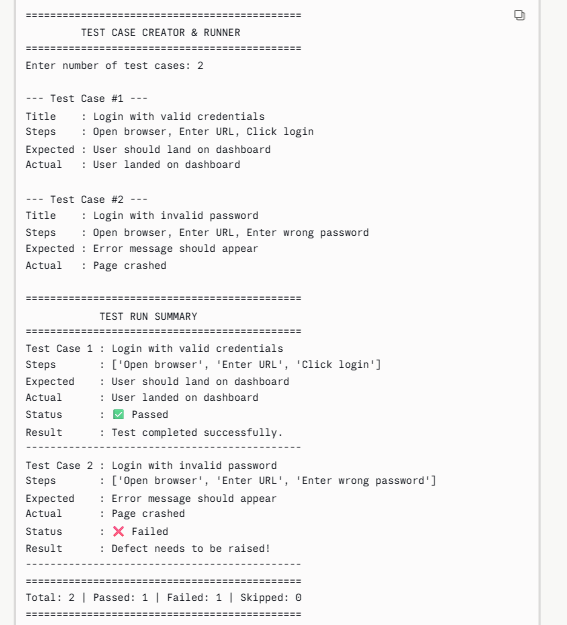 =============================================
TEST CASE CREATOR & RUNNER
=============================================
Enter number of test cases: 2
--- Test Case #1 ---
Title    : Login with valid credentials
Steps    : Open browser, Enter URL, Click login
Expected : User should land on dashboard
Actual   : User landed on dashboard
--- Test Case #2 ---
Title    : Login with invalid password
Steps    : Open browser, Enter URL, Enter wrong password
Expected : Error message should appear
Actual   : Page crashed
=============================================
TEST RUN SUMMARY
=============================================
Test Case 1 : Login with valid credentials
Steps       : ['Open browser', 'Enter URL', 'Click login']
Expected    : User should land on dashboard
Actual      : User landed on dashboard
Status      : ✅ Passed
Result      : Test completed successfully.
---------------------------------------------
Test Case 2 : Login with invalid password
Steps       : ['Open browser', 'Enter URL', 'Enter wrong password']
Expected    : Error message should appear
Actual      : Page crashed
Status      : ❌ Failed
Result      : Defect needs to be raised!
---------------------------------------------
=============================================
Total: 2 | Passed: 1 | Failed: 1 | Skipped: 0
=============================================